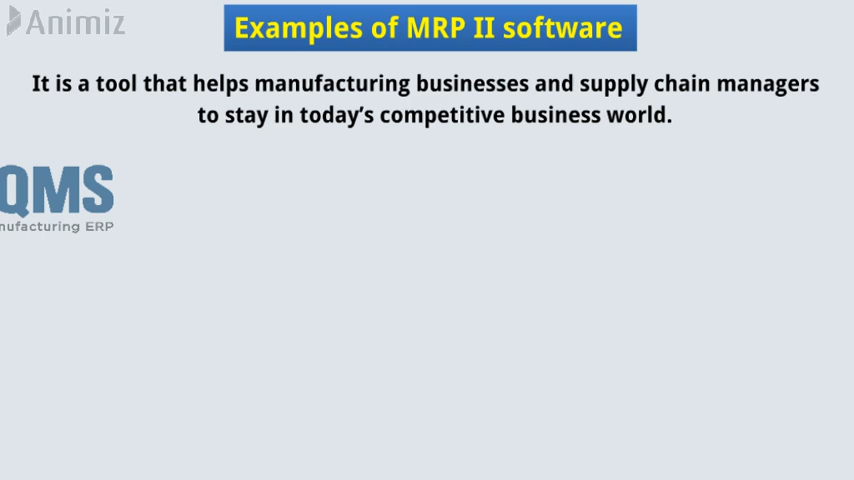 Animiz
Examples of MRP II software
It is a tool that helps manufacturing businesses and supply chain managers
to stay in today’s competitive business world.
QMS
nufacturing ERP